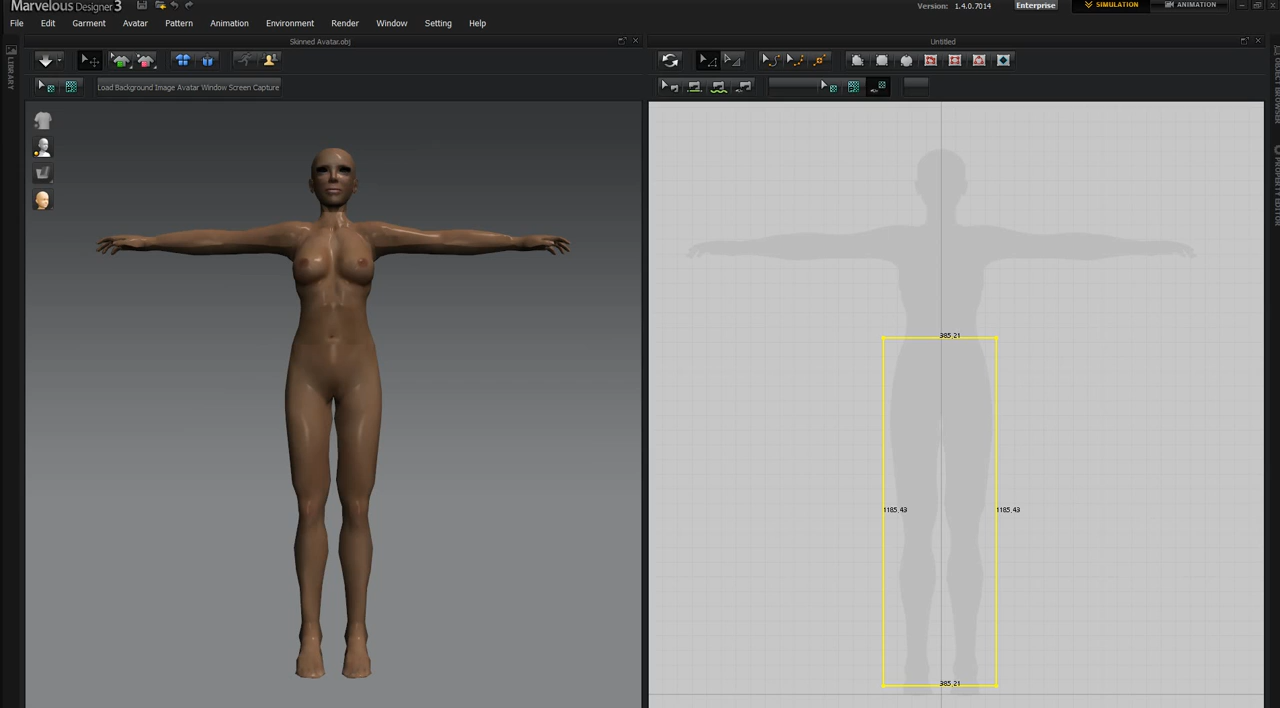 Marvelous Designer 3
Version: 1.4.0.7014
Enterprise
SIMULATION
ANIMATION
File Edit Garment Avatar Pattern Animation Environment Render Window Setting Help
Skinned Avatar.obj
Untitled
LIBRARY
OBJECT BROWSER
PROPERTY EDITOR
Load Background Image Avatar Window Screen Capture
385,21
1185,43
1185,43
385,21